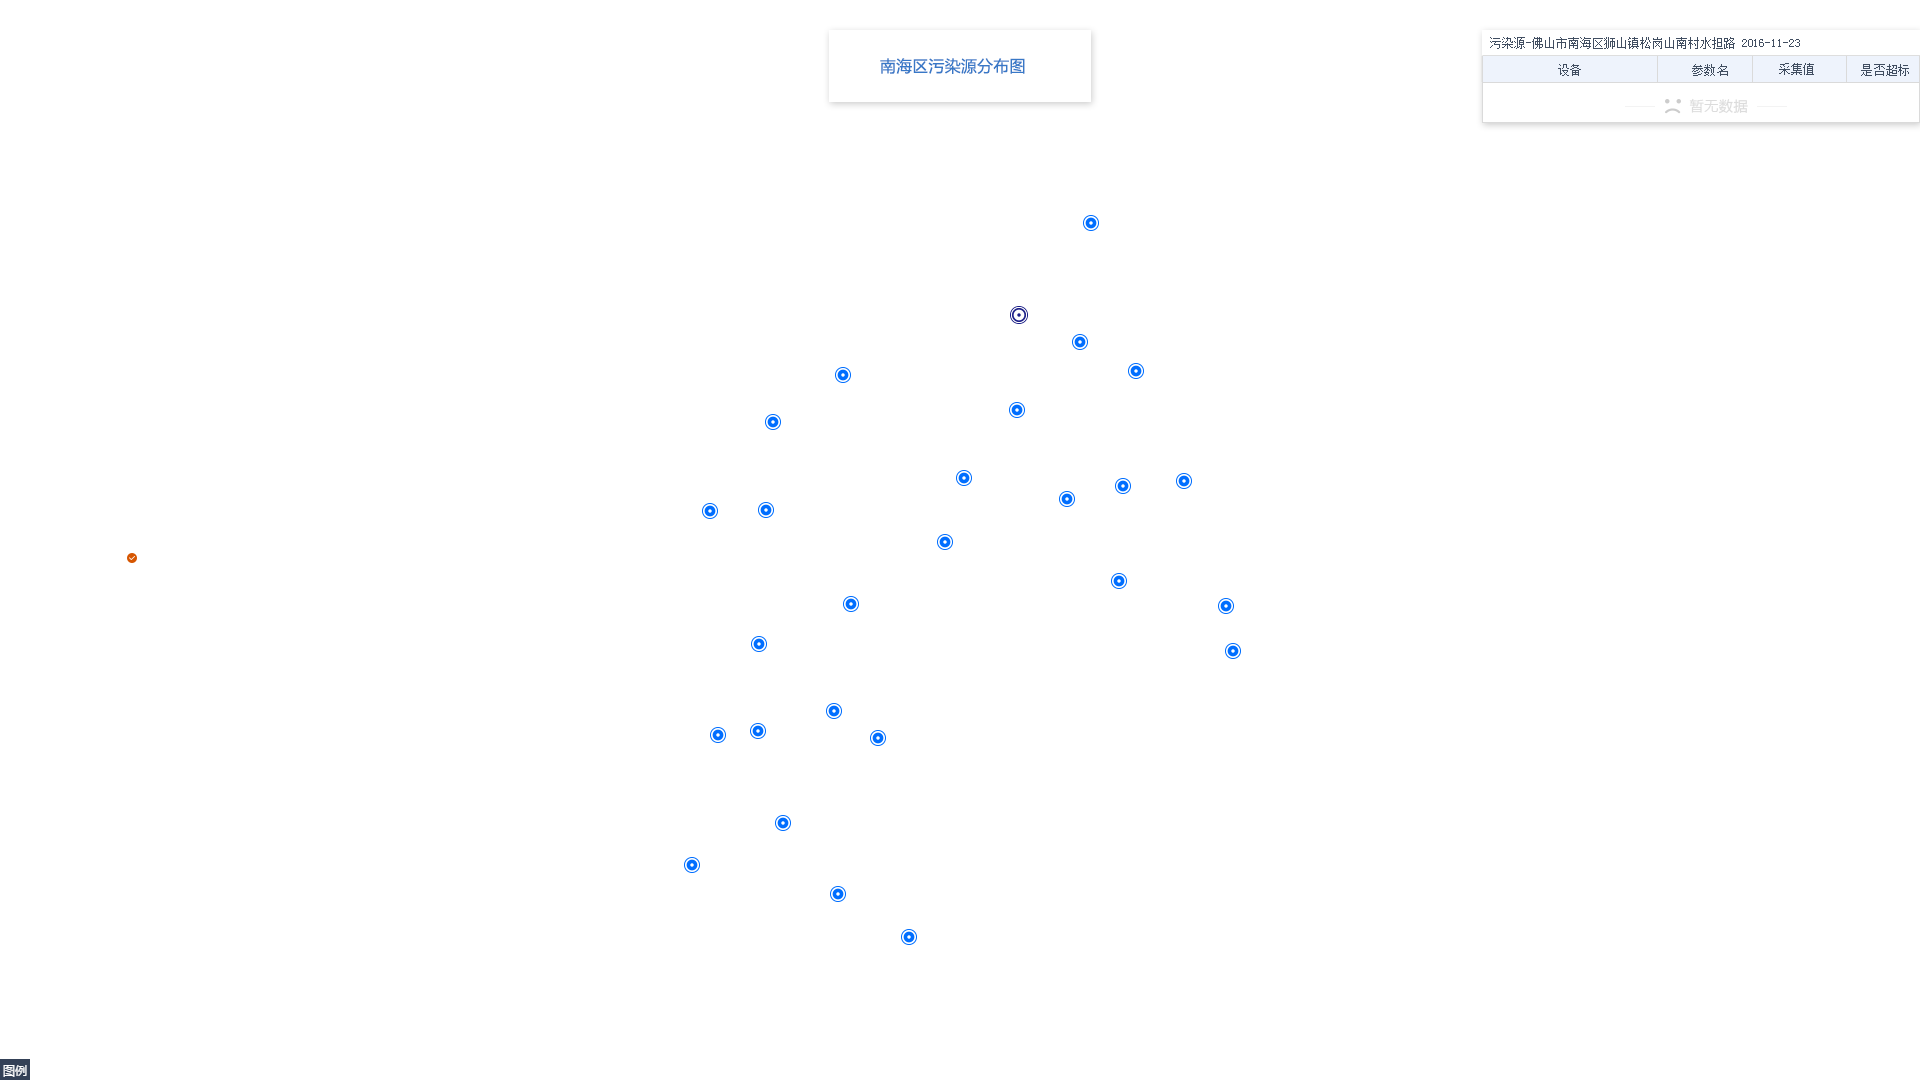 南海区污染源分布图
污染源-佛山市南海区狮山镇松岗山南村水担路 2016-11-23
设备 参数名 采集值 是否超标
暂无数据
图例